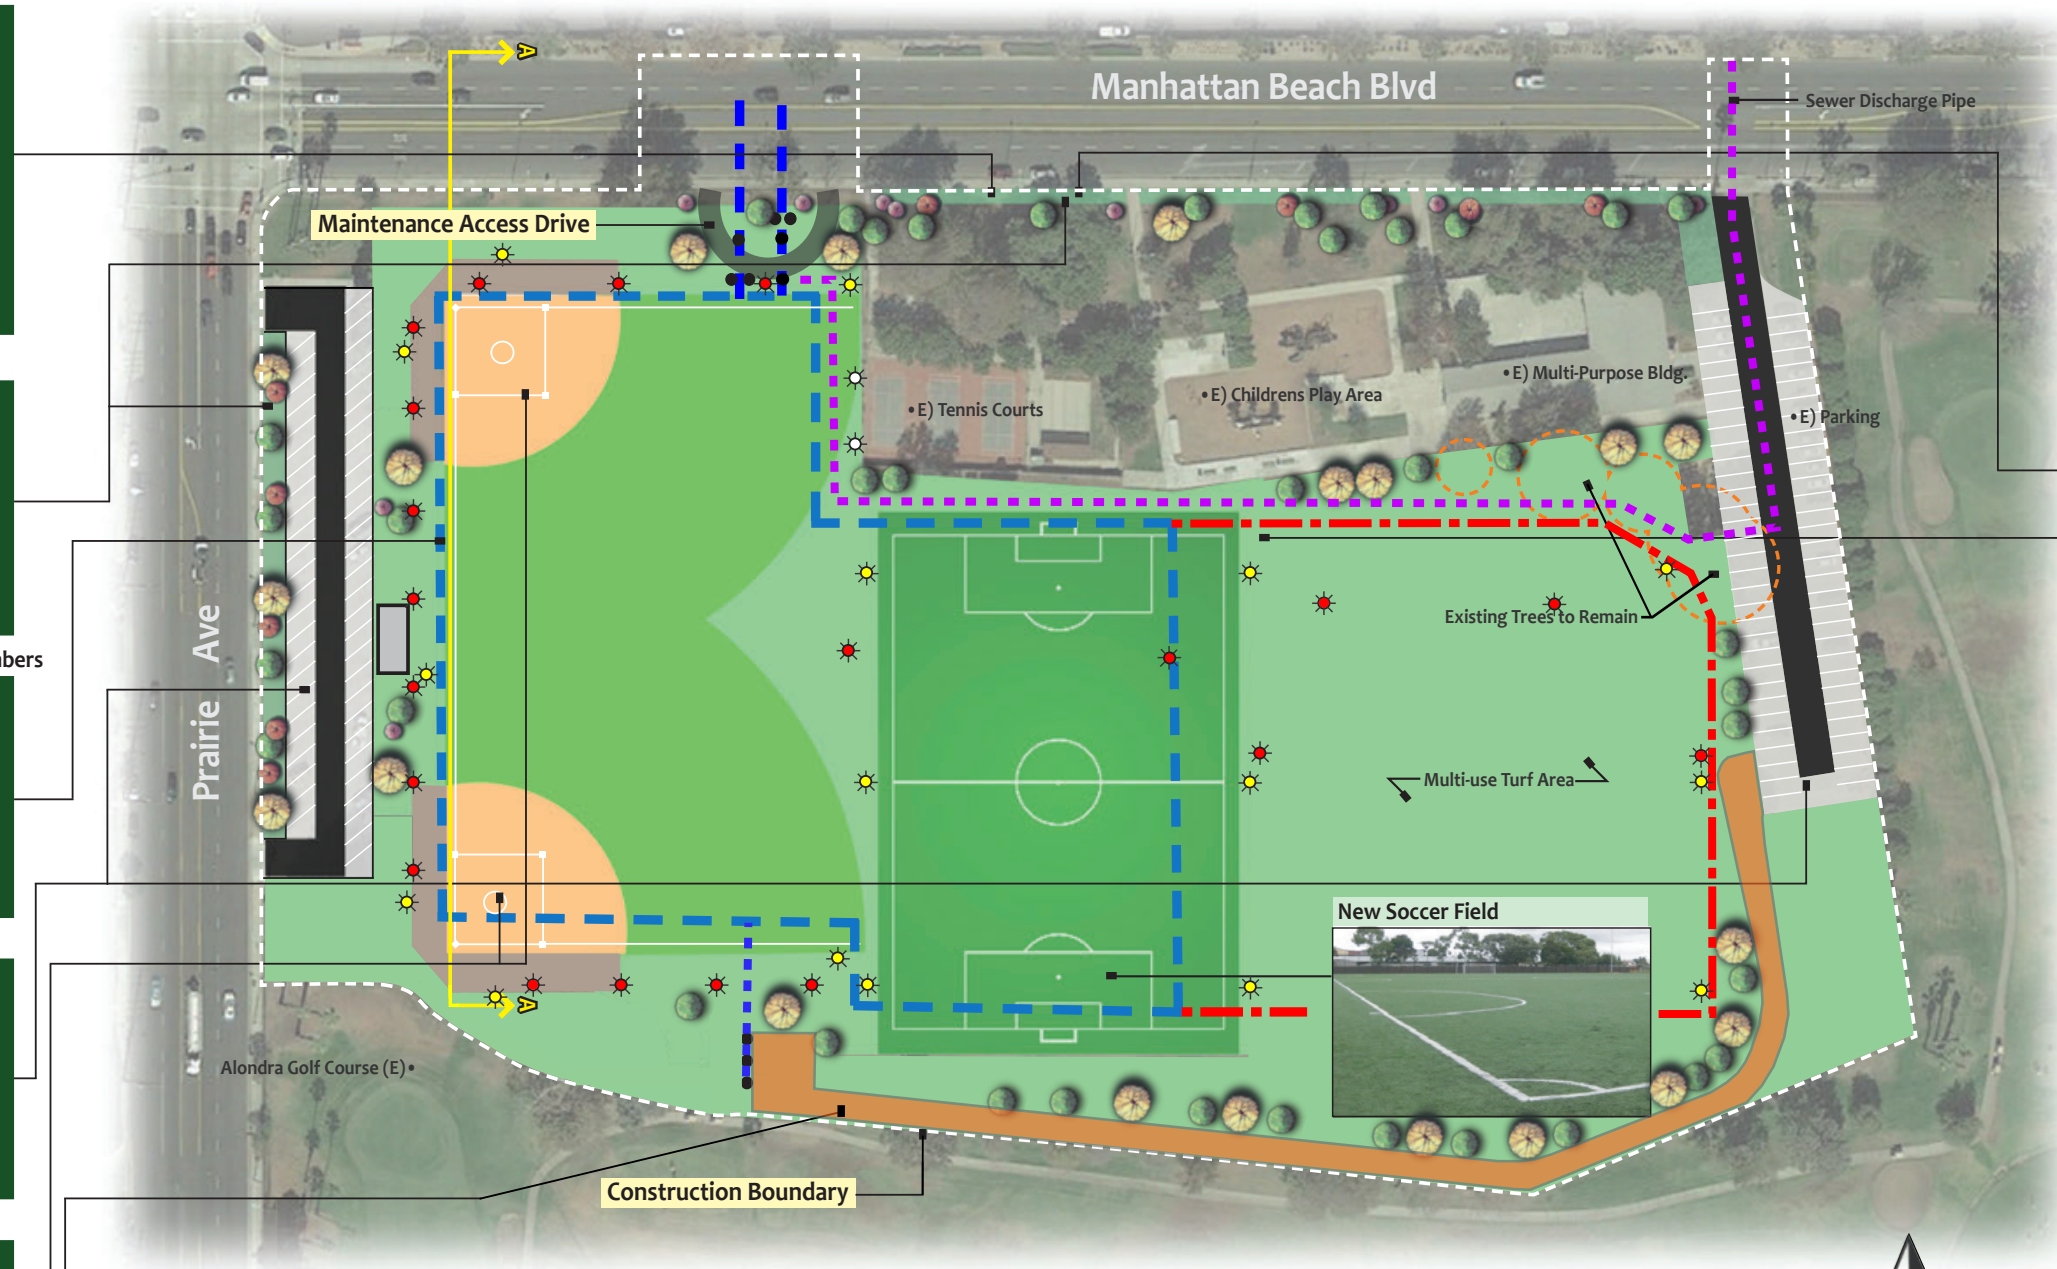 A
Manhattan Beach Blvd
Sewer Discharge Pipe
Maintenance Access Drive
• E) Multi-Purpose Bldg.
• E) Childrens Play Area
• E) Tennis Courts
• E) Parking
Existing Trees to Remain
Prairie Ave
Multi-use Turf Area
New Soccer Field
A
Alondra Golf Course (E) •
Construction Boundary